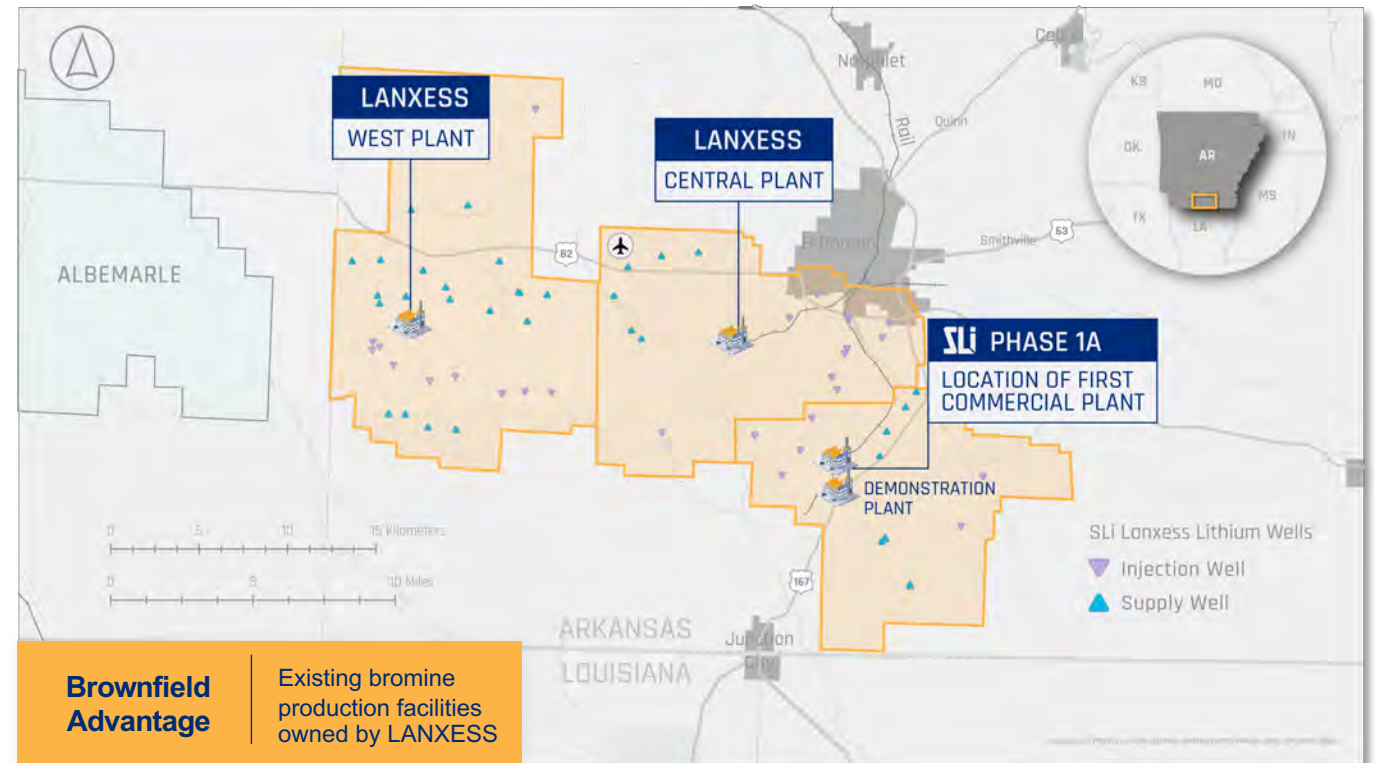 LANXESS
WEST PLANT
LANXESS
CENTRAL PLANT
SLi PHASE 1A
LOCATION OF FIRST
COMMERCIAL PLANT
DEMONSTRATION
PLANT
ALBEMARLE
Rail
Quinn
Smithville
82
63
167
KS
MO
OK
AR
IN
TX
LA
MS
0 5 10 15 Kilometers
0 5 10 Miles
ARKANSAS
LOUISIANA
Junction
City
SLi Lanxess Lithium Wells
Injection Well
Supply Well
Brownfield
Advantage
Existing bromine
production facilities
owned by LANXESS